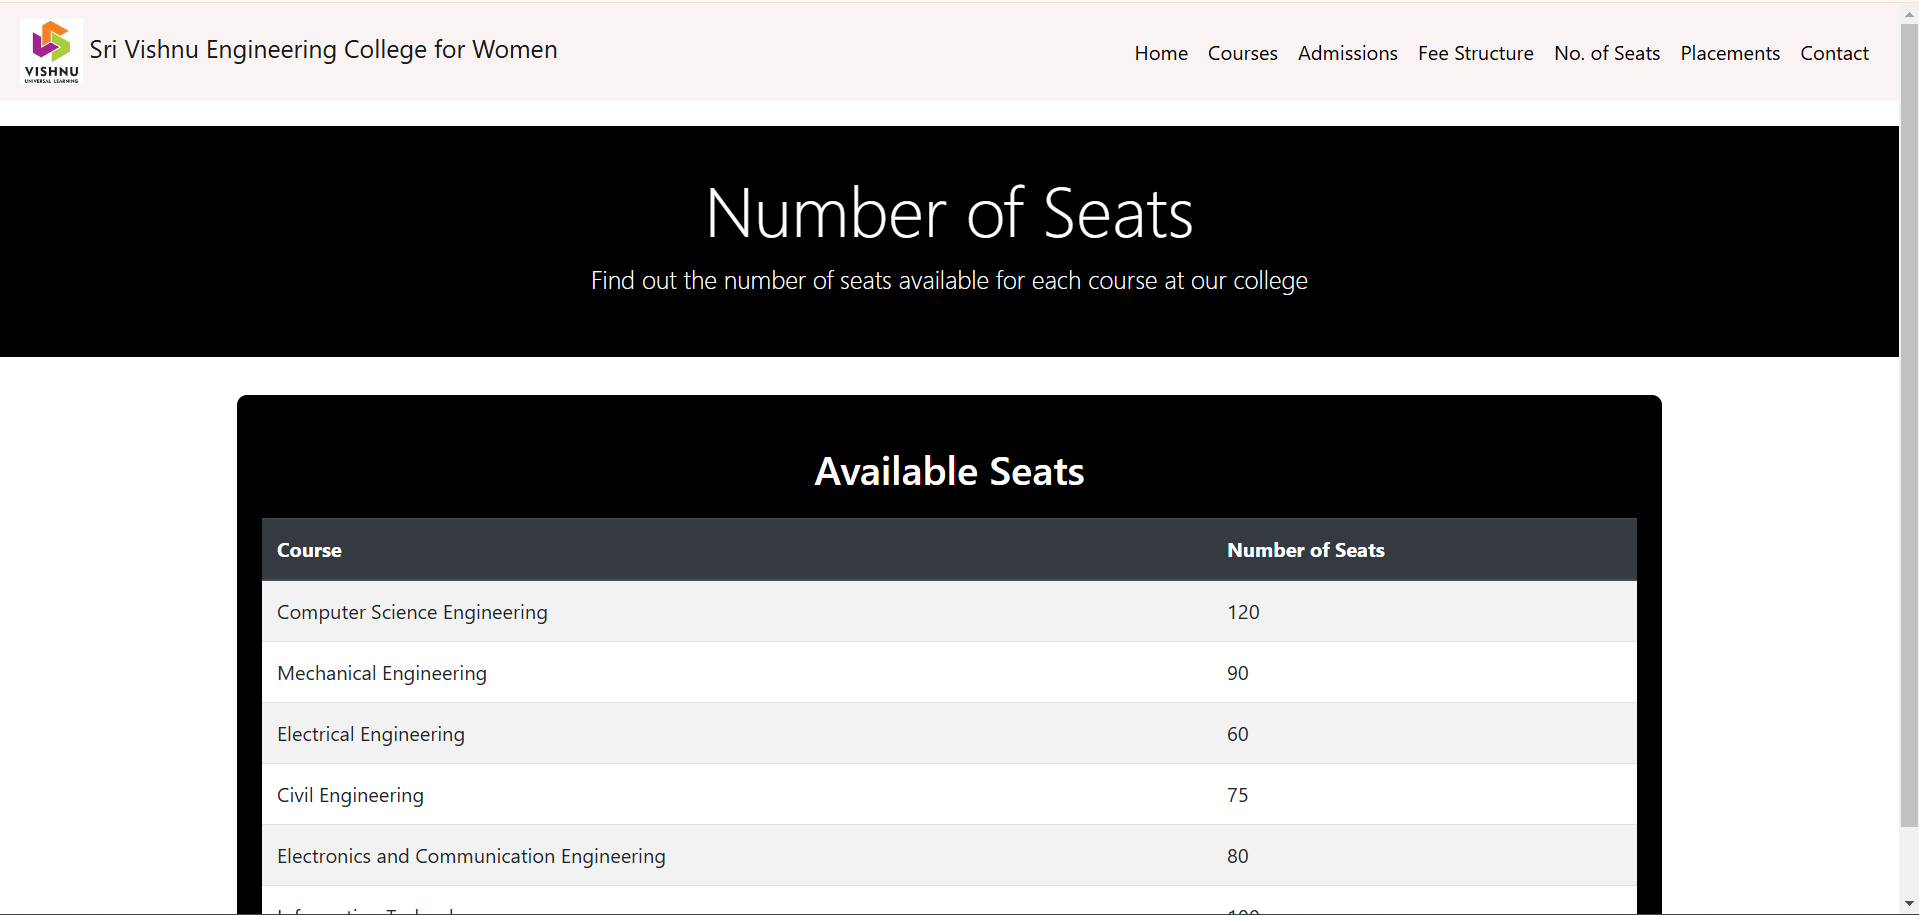 VISHNU
UNIVERSAL LEARNING
Sri Vishnu Engineering College for Women
Home Courses Admissions Fee Structure No. of Seats Placements Contact
Number of Seats
Find out the number of seats available for each course at our college
Available Seats
Course Number of Seats
Computer Science Engineering 120
Mechanical Engineering 90
Electrical Engineering 60
Civil Engineering 75
Electronics and Communication Engineering 80